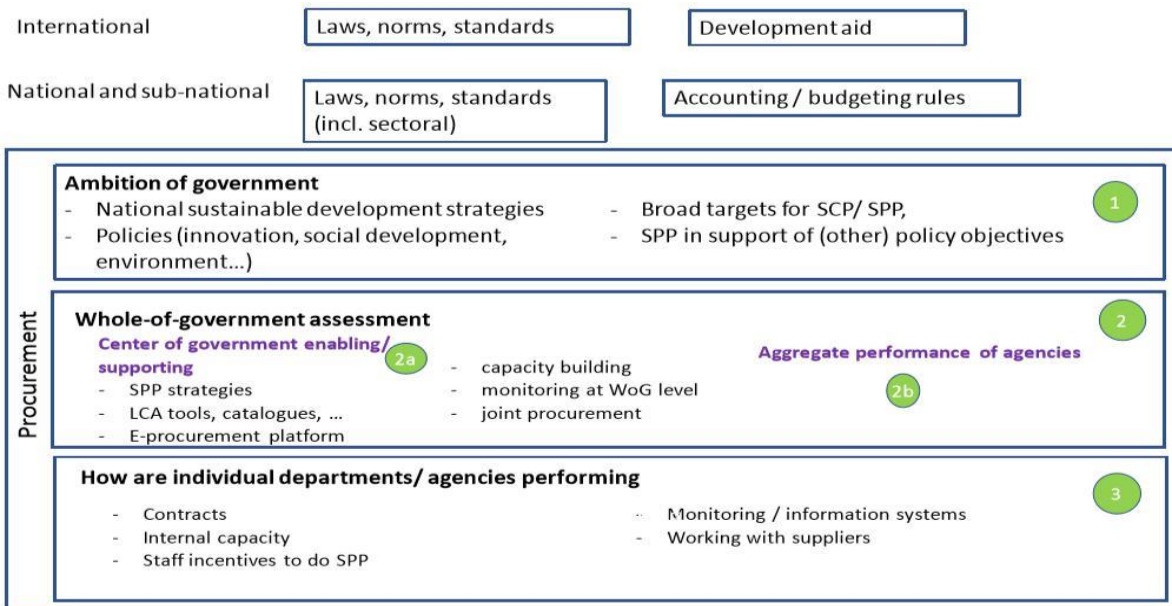 International
Laws, norms, standards
Development aid
National and sub-national
Laws, norms, standards
(incl. sectoral)
Accounting / budgeting rules
Procurement
Ambition of government
- National sustainable development strategies
- Policies (innovation, social development,
environment...)
- Broad targets for SCP/ SPP,
- SPP in support of (other) policy objectives
1
Whole-of-government assessment
2
Center of government enabling/
supporting
2a
- SPP strategies
- LCA tools, catalogues, ...
- E-procurement platform
- capacity building
- monitoring at WoG level
- joint procurement
Aggregate performance of agencies
2b
How are individual departments/ agencies performing
3
- Contracts
- Internal capacity
- Staff incentives to do SPP
- Monitoring / information systems
- Working with suppliers